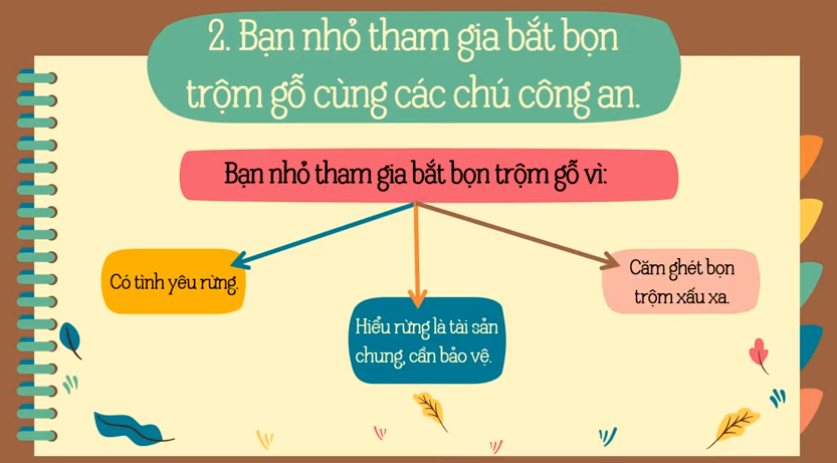 2. Bạn nhỏ tham gia bắt bọn
trộm gỗ cùng các chú công an.
Bạn nhỏ tham gia bắt bọn trộm gỗ vì:
Có tình yêu rừng.
Hiểu rừng là tài sản
chung, cần bảo vệ.
Căm ghét bọn
trộm xấu xa.